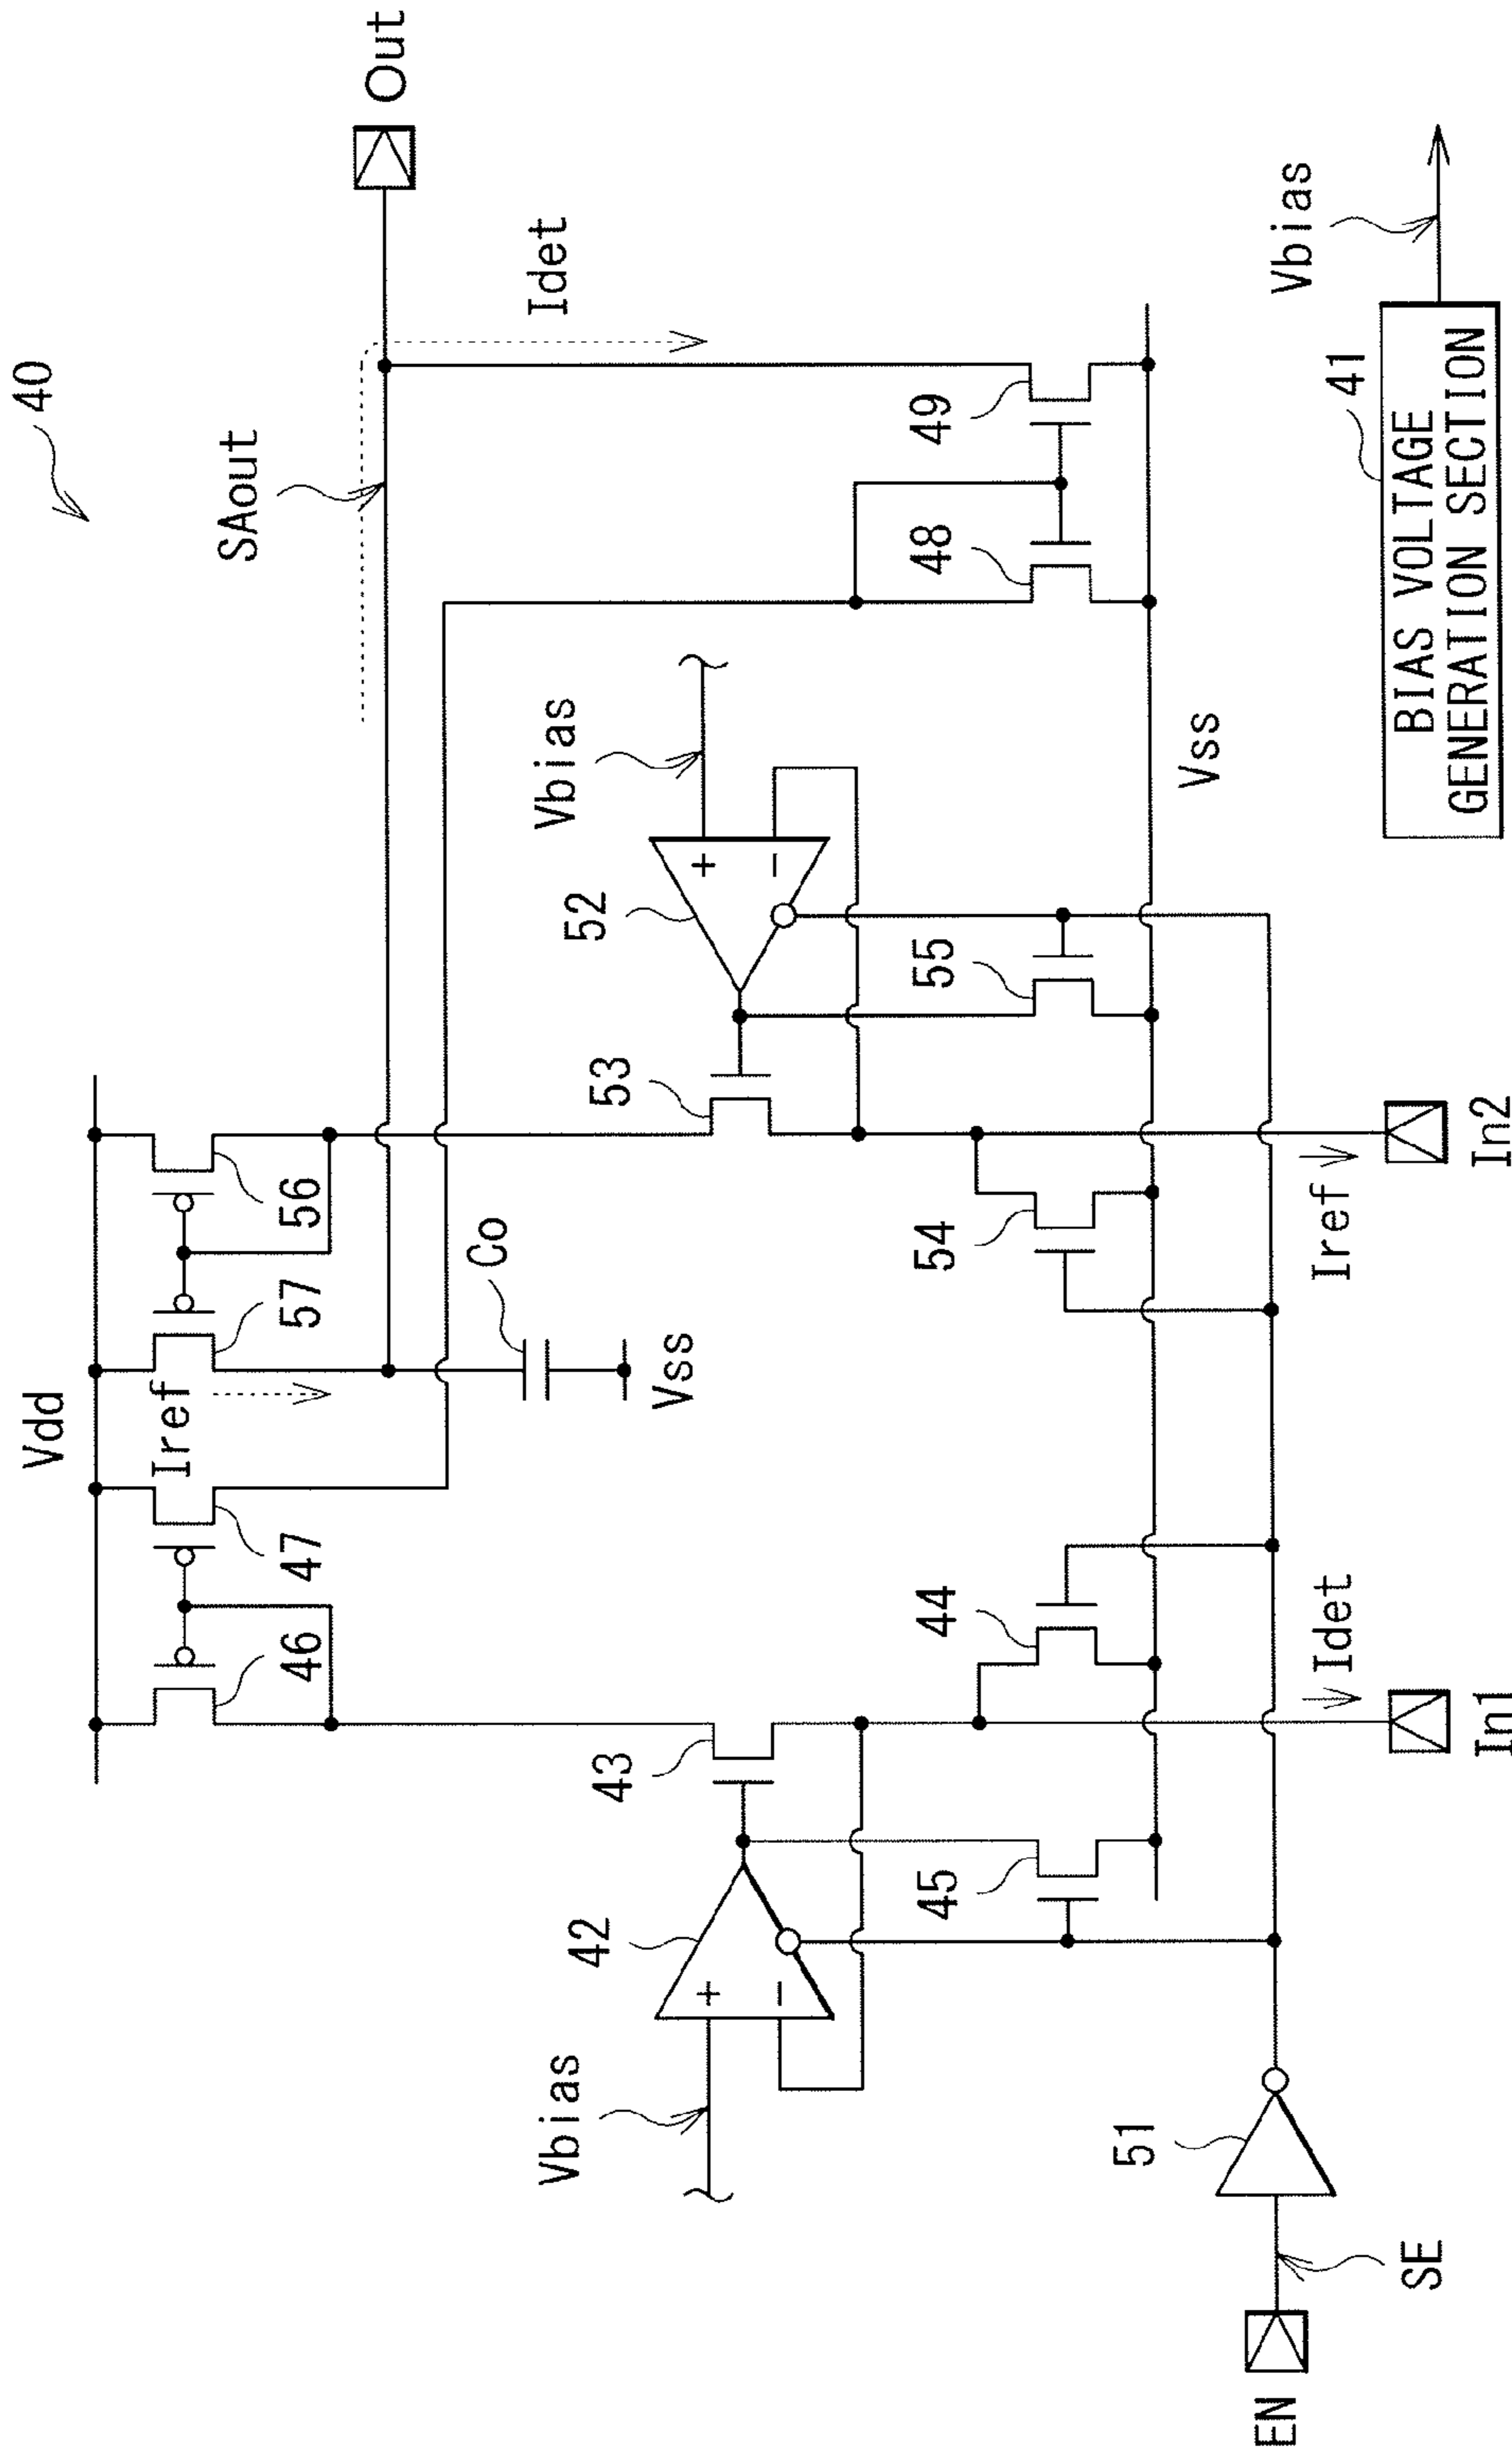 40
Vdd
SAout
Out
Iref
46
47
57
56
Idet
Co
Vss
Vbias
42
43
53
52
Vbias
45
44
54
55
48
49
Vss
EN
SE
51
Idet
In1
Iref
In2
41
BIAS VOLTAGE
GENERATION SECTION
Vbias
+
−
+
−